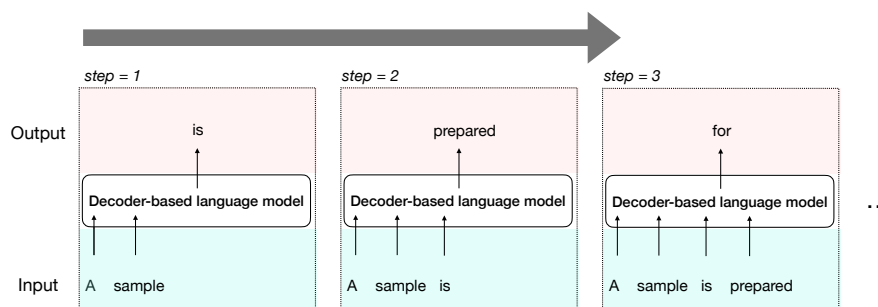 step = 1 step = 2 step = 3
Output is prepared for
Decoder-based language model Decoder-based language model Decoder-based language model ..
Input A sample A sample is A sample is prepared